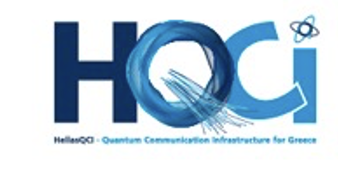 HQCI
HellasQCI - Quantum Communication Infrastructure for Greece